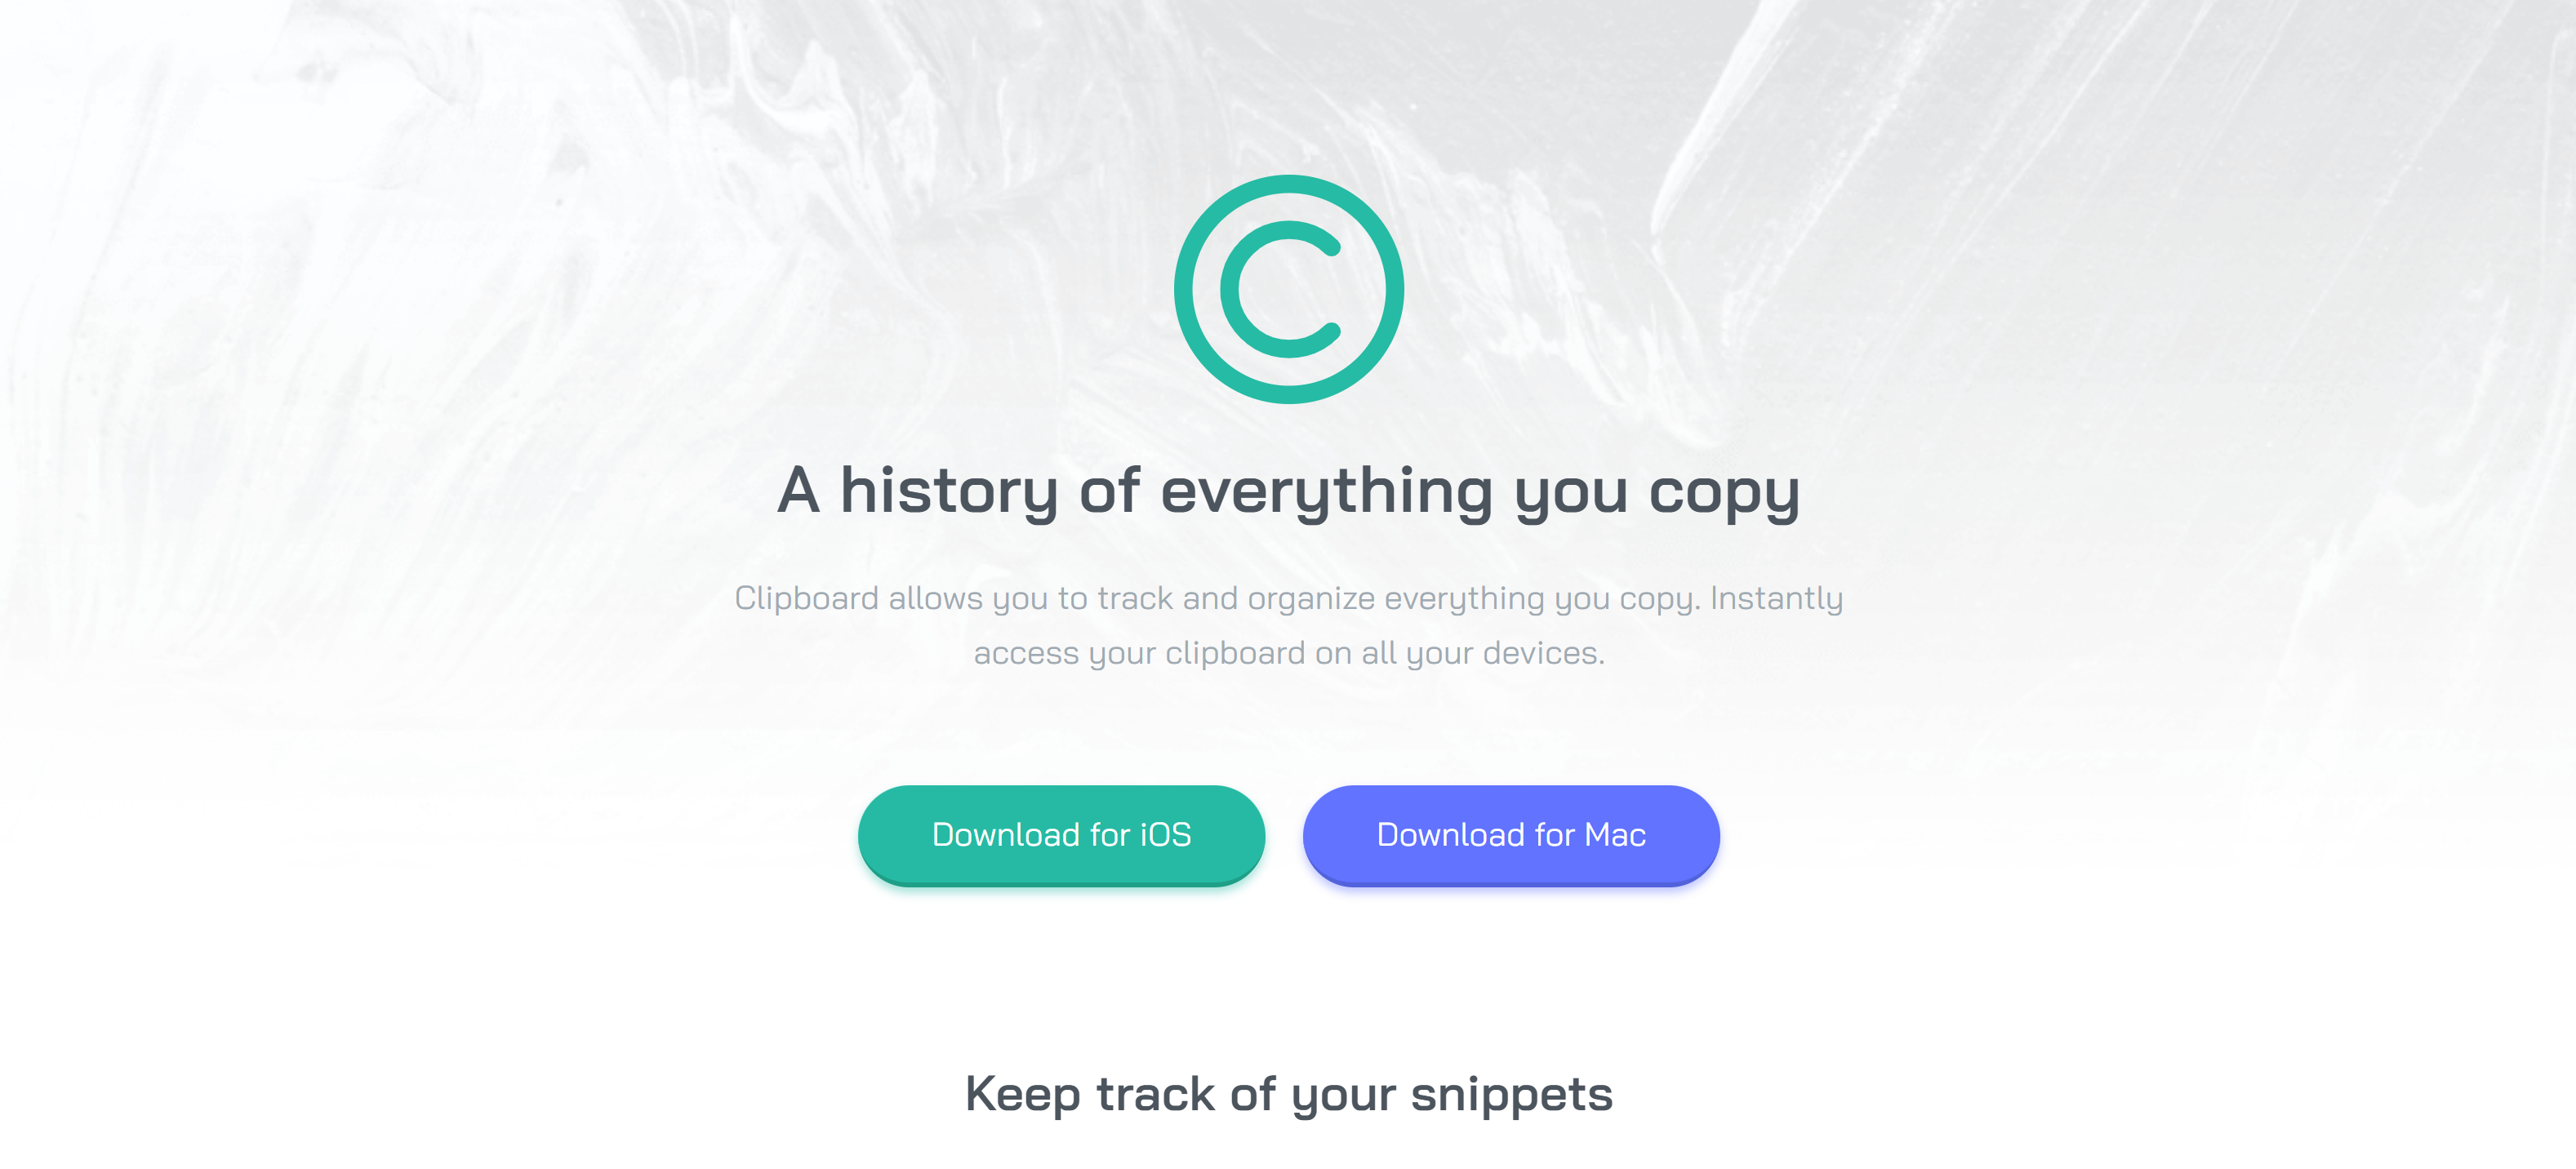 A history of everything you copy
Clipboard allows you to track and organize everything you copy. Instantly
access your clipboard on all your devices.
Download for iOS
Download for Mac
Keep track of your snippets